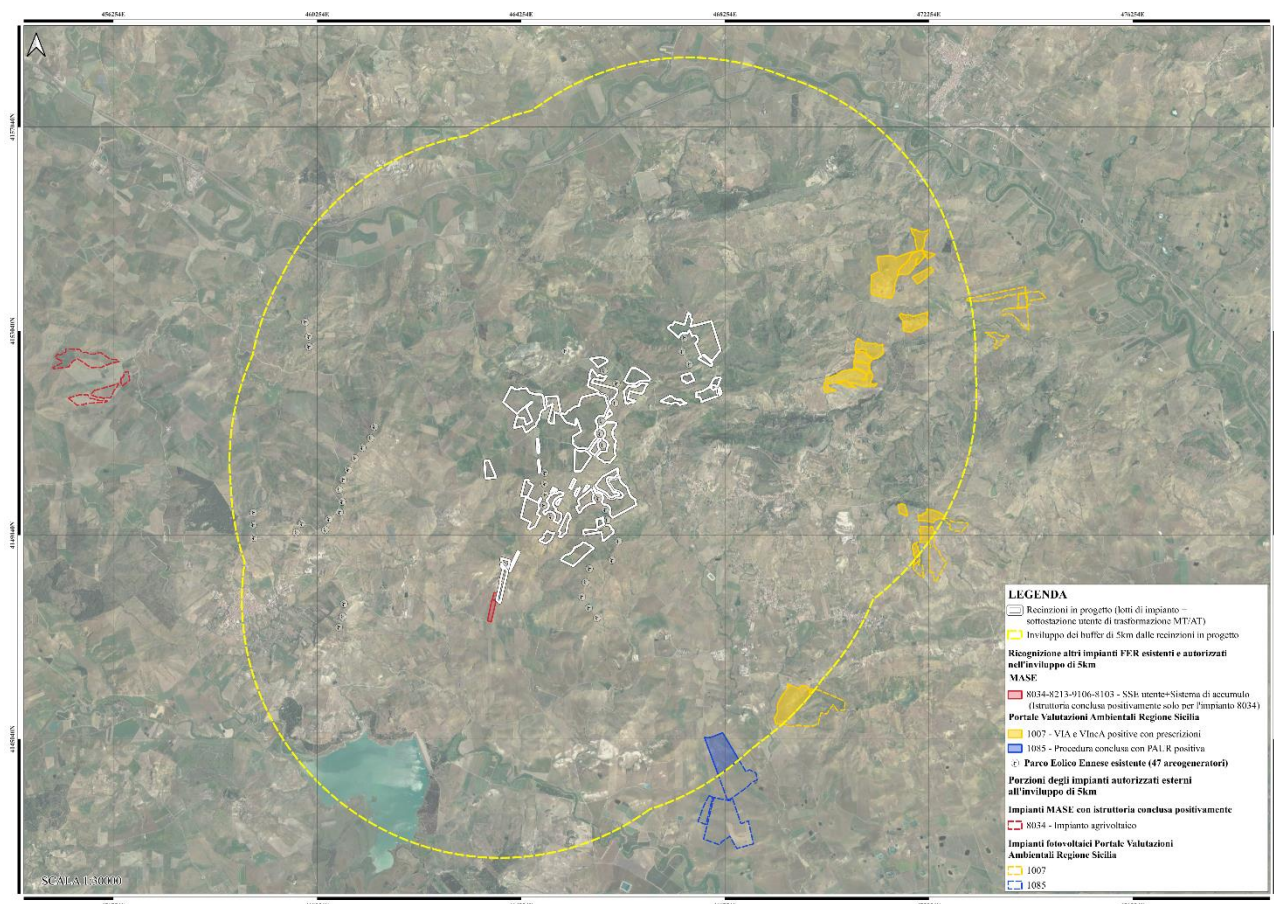 456254E 460254E 464254E 468254E 472254E 476254E
LEGENDA
Recinzioni in progetto (lotti di impianto –
sottostazione utente di trasformazione MT/AT)
Inviluppo dei buffer di 5km dalle recinzioni in progetto
Ricognizione altri impianti FER esistenti e autorizzati
nell'inviluppo di 5km
MASE
8034-8213-9106-8103 - SSE utente+Sistema di accumulo
(Istruttoria conclusa positivamente solo per l'impianto 8034)
Portale Valutazioni Ambientali Regione Sicilia
1007 - VIA e VIncA positive con prescrizioni
1085 - Procedura conclusa con PAUR positiva
Parco Eolico Ennese esistente (47 areogeneratori)
Porzioni degli impianti autorizzati esterni
all'inviluppo di 5km
Impianti MASE con istruttoria conclusa positivamente
8034 - Impianto agrivoltaico
Impianti fotovoltaici Portale Valutazioni
Ambientali Regione Sicilia
1007
1085
SCALA 1:30000